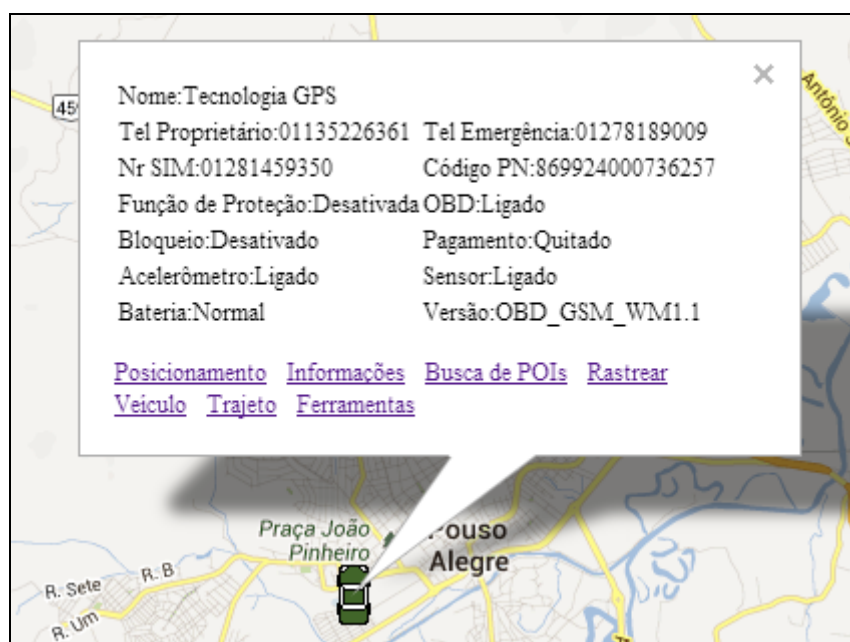 Nome:Tecnologia GPS
Tel Proprietário:01135226361 Tel Emergência:01278189009
Nr SIM:01281459350 Código PN:869924000736257
Função de Proteção:Desativada OBD:Ligado
Bloqueio:Desativado Pagamento:Quitado
Acelerômetro:Ligado Sensor:Ligado
Bateria:Normal Versão:OBD_GSM_WM1.1
Posicionamento Informações Busca de POIs Rastrear
Veículo Trajeto Ferramentas
Antônio
Praça João
Pinheiro
Pouso
Alegre
R. B
R. Sete
R. Um